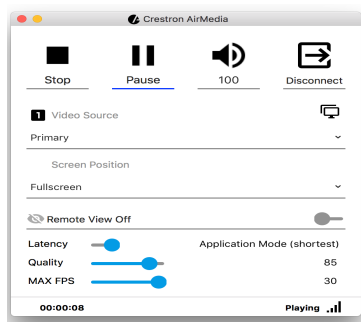 Crestron AirMedia
Stop Pause 100 Disconnect
1 Video Source
Primary
Screen Position
Fullscreen
Remote View Off
Latency Application Mode (shortest)
Quality 85
MAX FPS 30
00:00:08 Playing